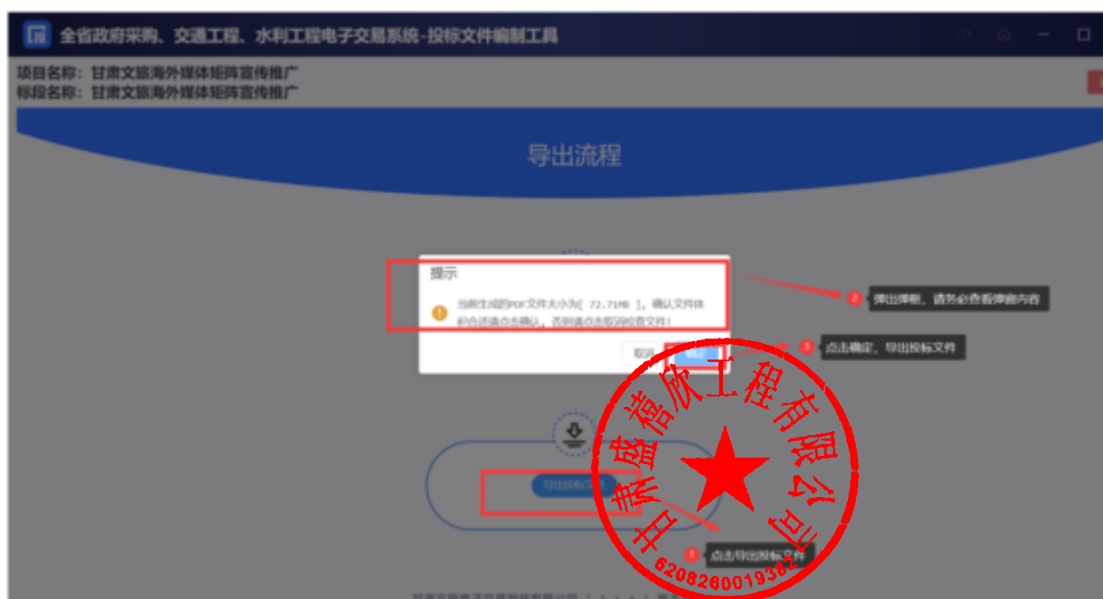 全省政府采购、交通工程、水利工程电子交易系统-投标文件编制工具
项目名称：甘肃文旅海外媒体矩阵宣传推广
标段名称：甘肃文旅海外媒体矩阵宣传推广
导出流程
提示
当前生成的PDF文件大小为[ 72.71MB ]，确认文件体
积合适请点击确认，否则请点击取消检查文件!
取消
确定
2 弹出弹框，请务必查看弹窗内容
3 点击确定，导出投标文件
导出投标文件
1 点击导出投标文件
甘肃盛禧欣工程有限公司